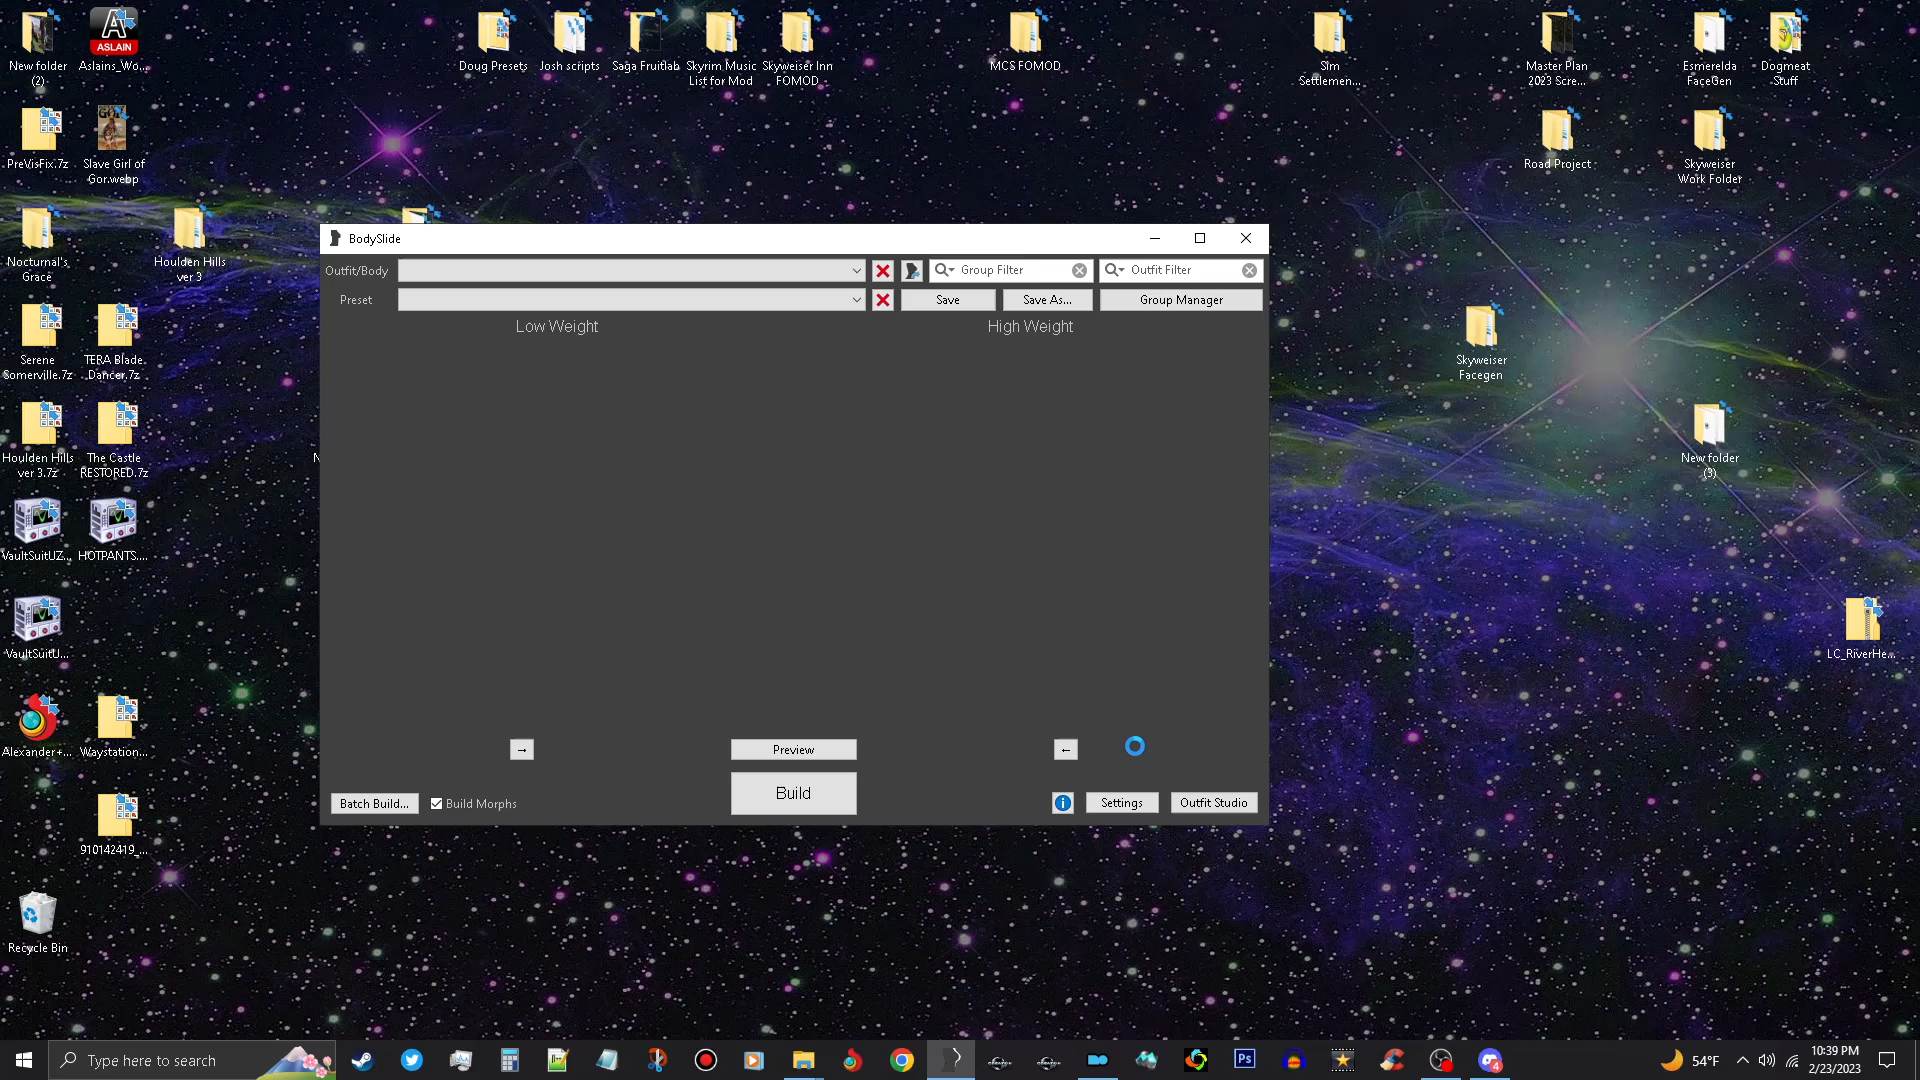 New folder
(2)
Aslains_Wo...
ASLAIN
Doug Presets
Josh scripts
Saga Fruitlab
Skyrim Music
List for Mod
Skyweiser Inn
FOMOD
MCS FOMOD
SIm
Settlemen...
Master Plan
2023 Scre...
Esmerelda
FaceGen
Dogmeat
Stuff
PreVisFix.7z
Slave Girl of
Gor.webp
Road Project
Skyweiser
Work Folder
Nocturnal's
Grace
Houlden Hills
ver 3
Serene
Somerville.7z
TERA Blade
Dancer.7z
Skyweiser
Facegen
Houlden Hills
ver 3.7z
The Castle
RESTORED.7z
N
New folder
(3)
VaultSuitUZ...
HOTPANTS....
VaultSuitU...
LC_RiverHe...
Alexander+...
Waystation...
910142419_...
Recycle Bin
BodySlide
Outfit/Body
Group Filter
Outfit Filter
Preset
Save
Save As...
Group Manager
Low Weight
High Weight
→
Preview
←
Batch Build...
Build Morphs
Build
Settings
Outfit Studio
Type here to search
Ps
4
54°F
10:39 PM
2/23/2023